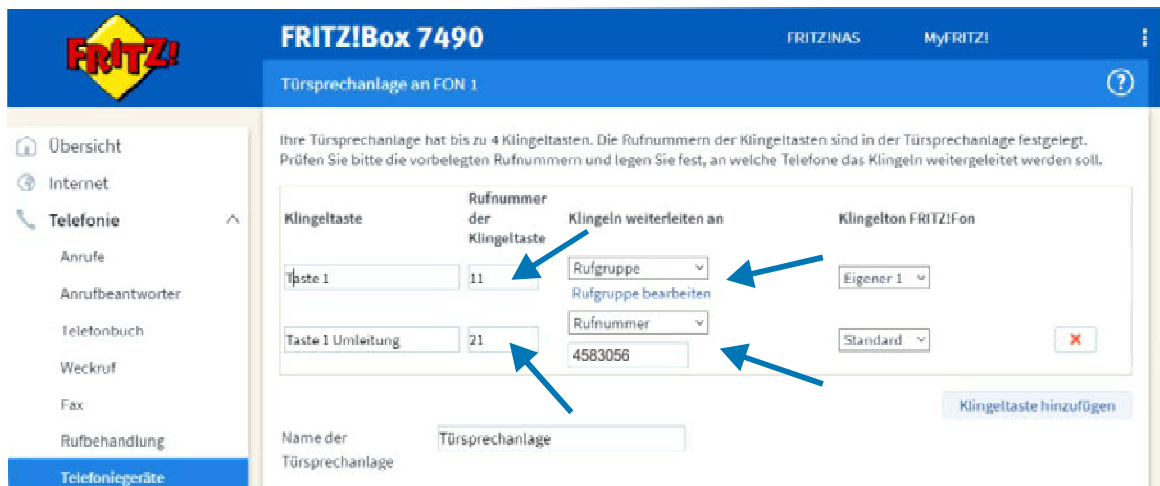 FRITZ!
FRITZ!Box 7490
FRITZ!NAS
MyFRITZ!
Türsprechanlage an FON 1
?
Übersicht
Internet
Telefonie
Anrufe
Anrufbeantworter
Telefonbuch
Weckruf
Fax
Rufbehandlung
Telefoniegeräte
Ihre Türsprechanlage hat bis zu 4 Klingeltasten. Die Rufnummern der Klingeltasten sind in der Türsprechanlage festgelegt.
Prüfen Sie bitte die vorbelegten Rufnummern und legen Sie fest, an welche Telefone das Klingeln weitergeleitet werden soll.
Klingeltaste
Rufnummer
der
Klingeltaste
Klingeln weiterleiten an
Klingelton FRITZ!Fon
Taste 1
11
Rufgruppe
Eigener 1
Rufgruppe bearbeiten
Taste 1 Umleitung
21
Rufnummer
4583056
Standard
Klingeltaste hinzufügen
Name der
Türsprechanlage
Türsprechanlage